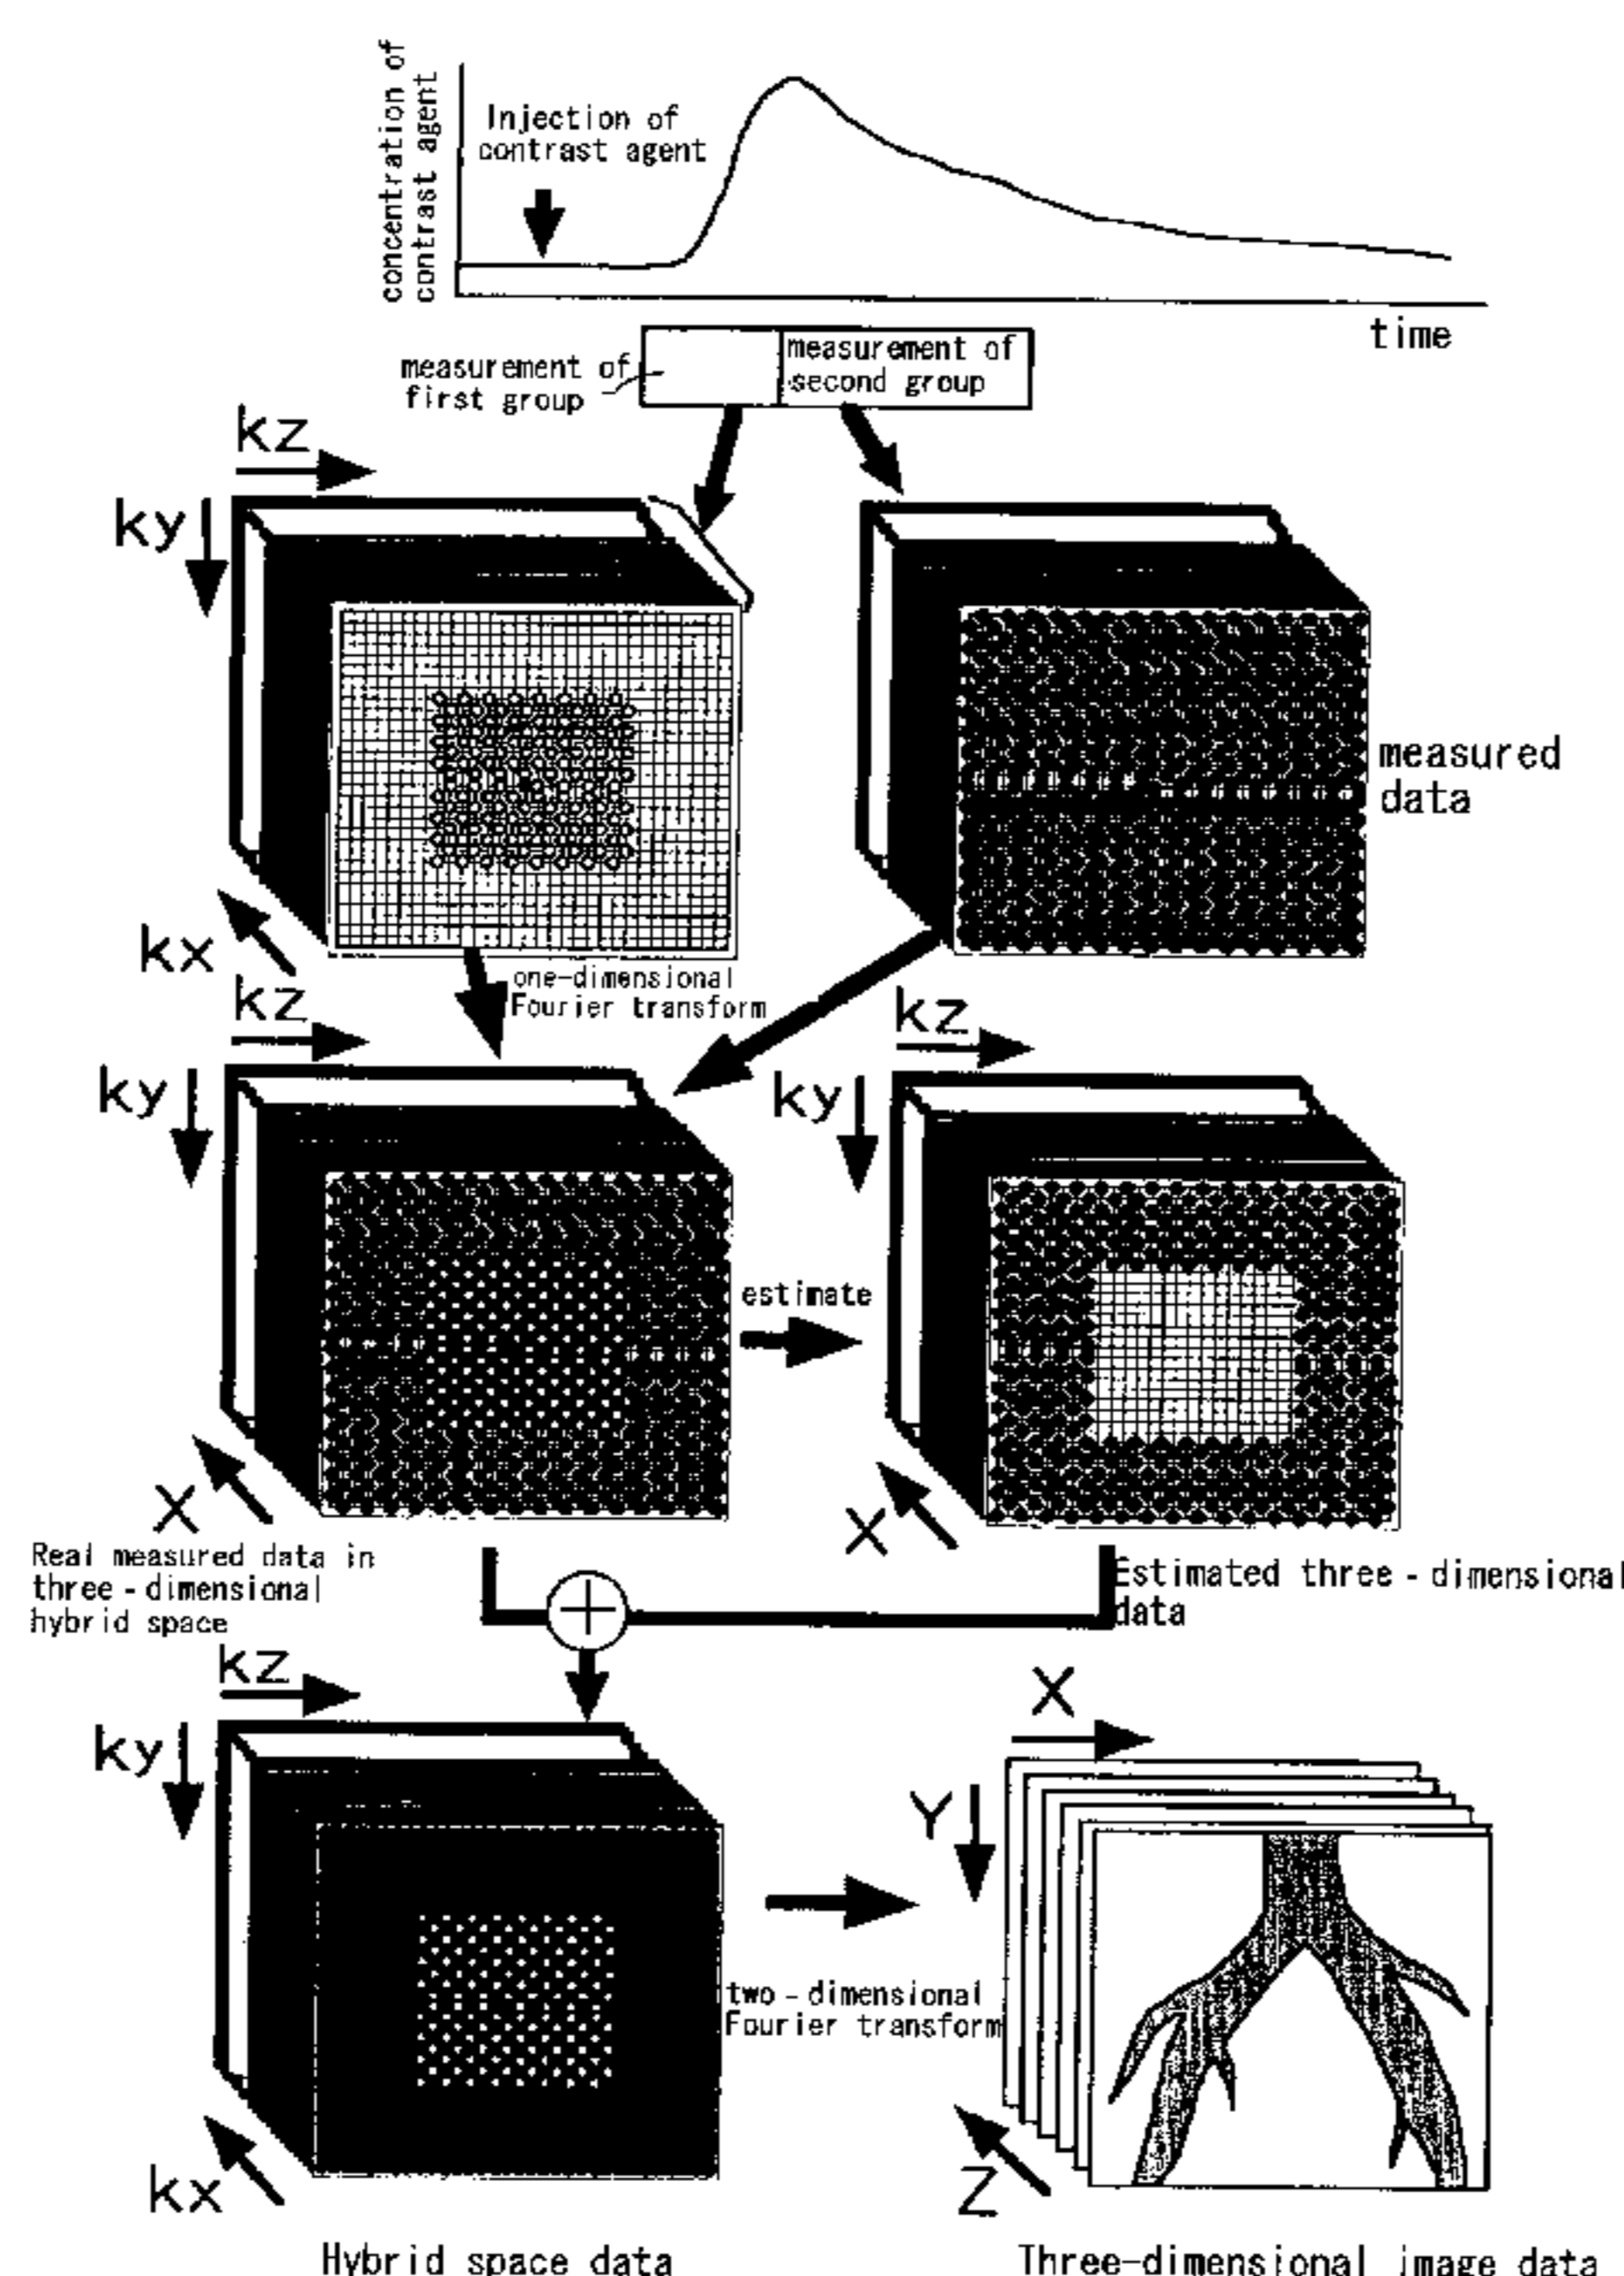 concentration of
contrast agent
Injection of
contrast agent
time
measurement of
first group
measurement of
second group
kz
ky
kx
measured
data
one-dimensional
Fourier transform
kz
ky
X
kz
ky
X
estimate
Real measured data in
three-dimensional
hybrid space
Estimated three-dimensional
data
kz
ky
kx
X
Y
Z
two-dimensional
Fourier transform
Hybrid space data
Three-dimensional image data